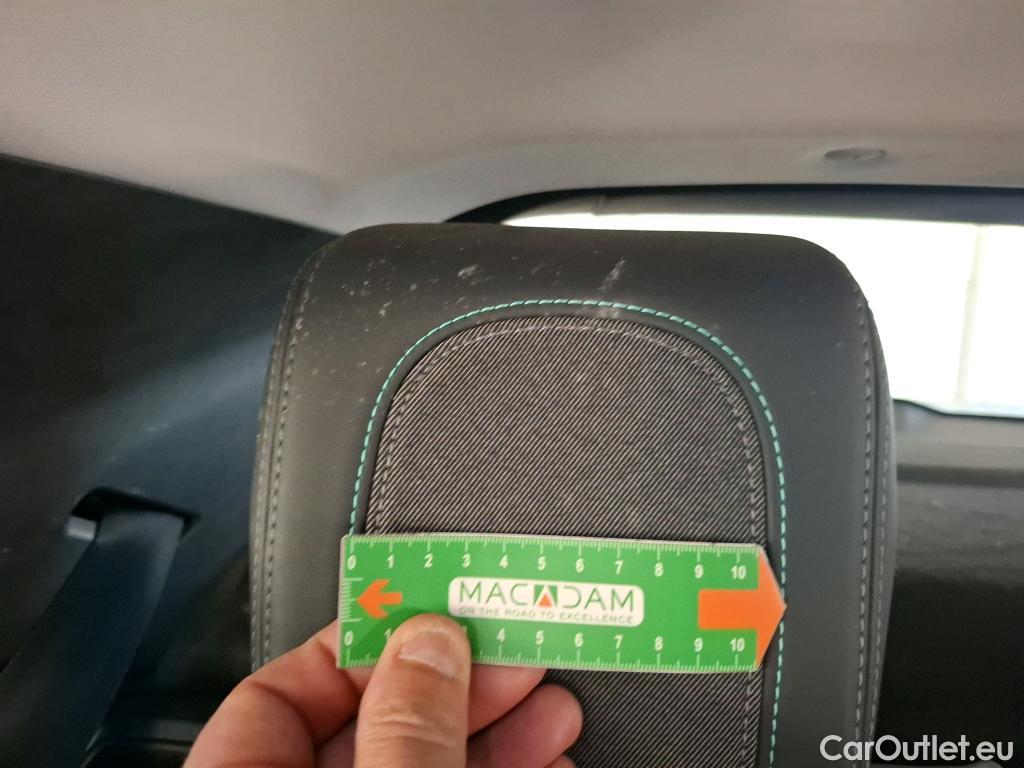 0 1 2 3 4 5 6 7 8 9 10
MACADAM
ON THE ROAD TO EXCELLENCE
0 1 3 4 5 6 7 8 9 10
CarOutlet.eu